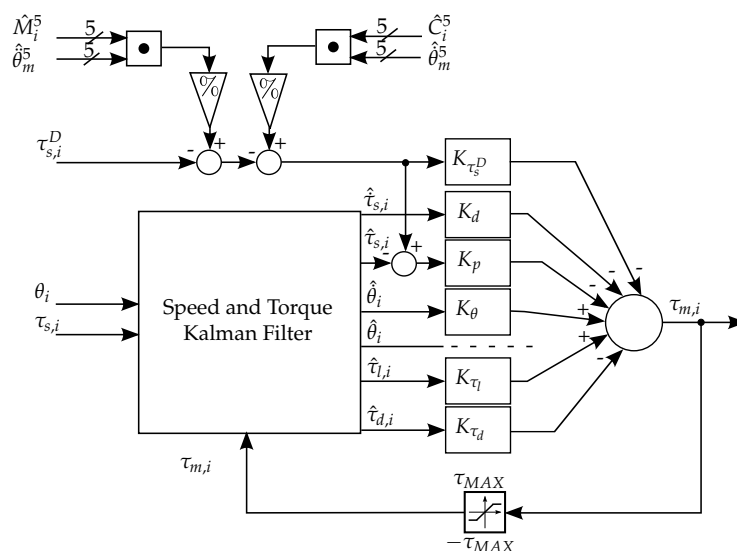 M̂_i^5
5
θ̈̂_m^5
5
%
%
5
Ĉ_i^5
5
θ̇̂_m^5
τ_{s,i}^D
-
+
-
+
K_{τ_s^D}
τ̇̂_{s,i}
K_d
τ̂_{s,i}
-
+
K_p
θ_i
τ_{s,i}
Speed and Torque
Kalman Filter
θ̇̂_i
K_θ
θ̂_i
τ̂_{l,i}
K_{τ_l}
τ̂_{d,i}
K_{τ_d}
-
-
-
+
+
-
τ_{m,i}
τ_{m,i}
τ_{MAX}
−τ_{MAX}